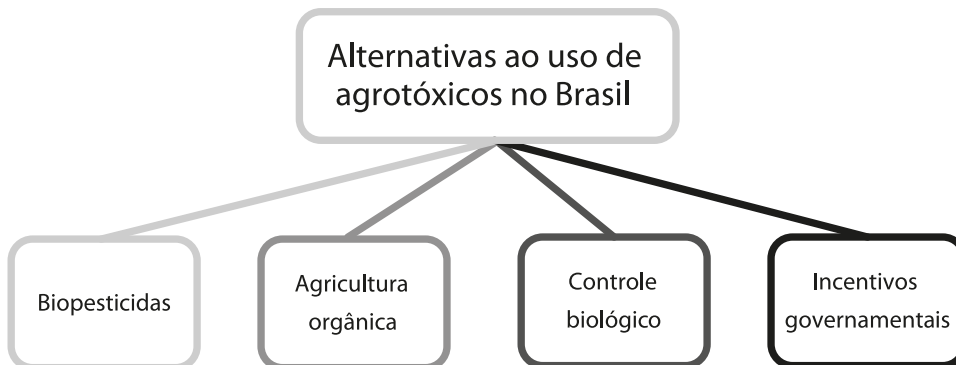 Alternativas ao uso de
agrotóxicos no Brasil
Biopesticidas
Agricultura
orgânica
Controle
biológico
Incentivos
governamentais